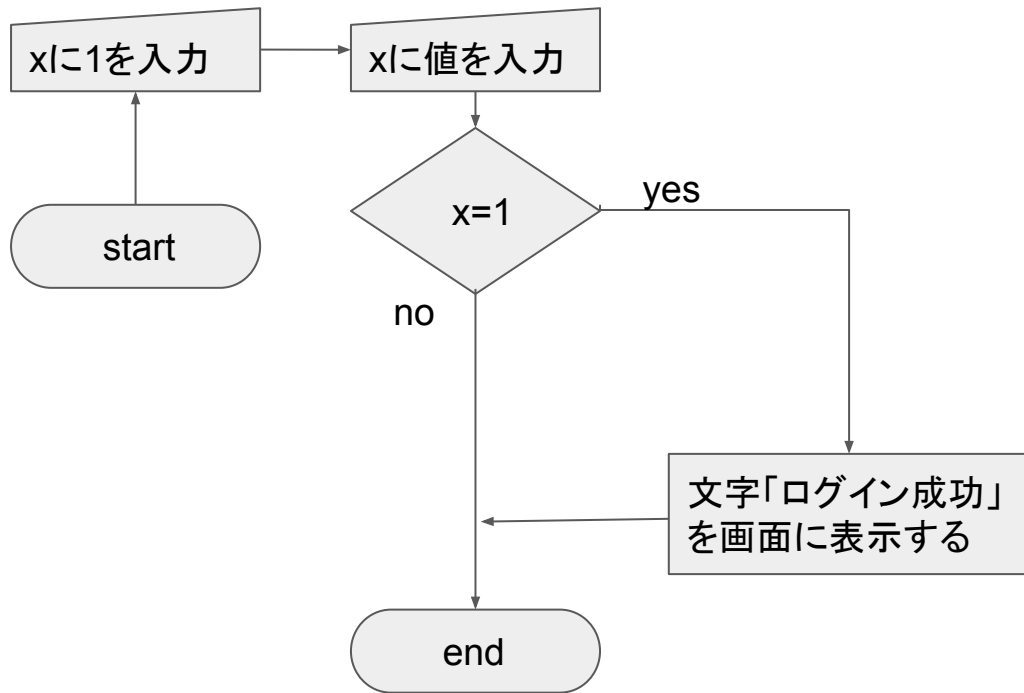 xに1を入力
xに値を入力
start
x=1
yes
no
文字「ログイン成功」
を画面に表示する
end